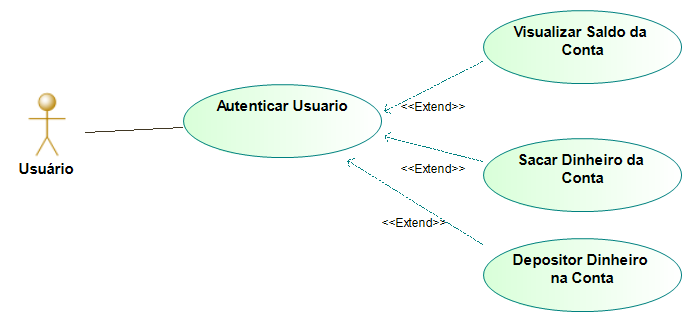 Visualizar Saldo da
Conta
Autenticar Usuario
<<Extend>>
Usuário
Sacar Dinheiro da
Conta
<<Extend>>
<<Extend>>
Depositor Dinheiro
na Conta